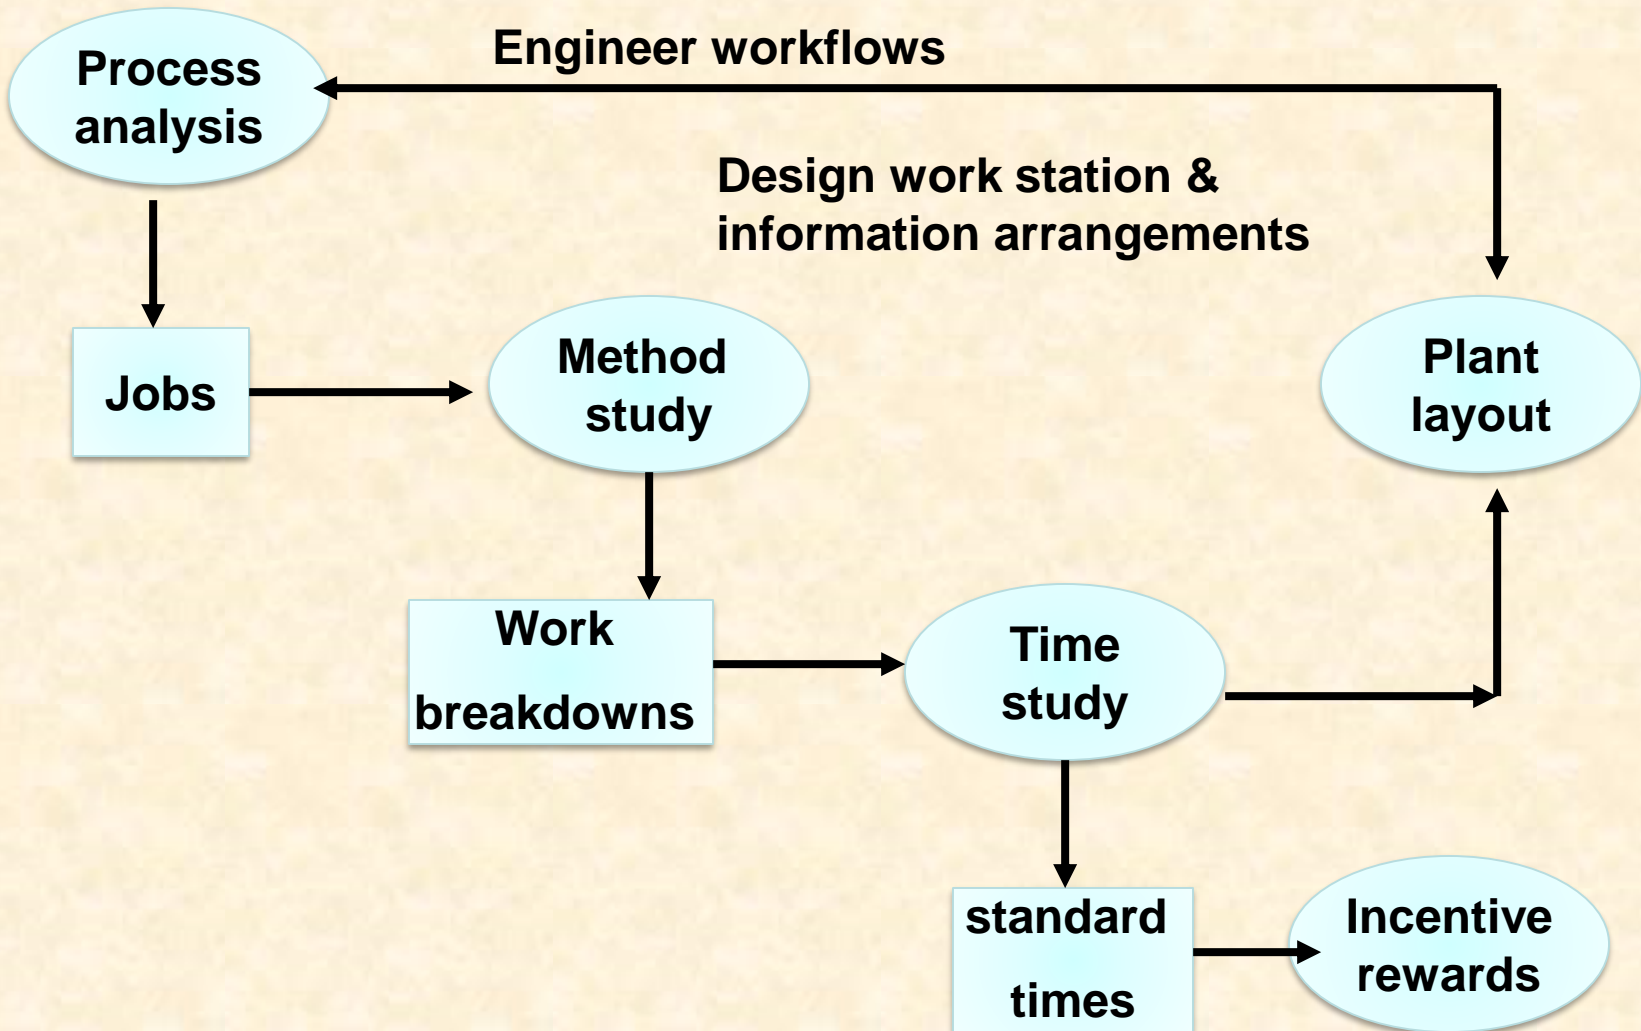 Process
analysis
Engineer workflows
Design work station &
information arrangements
Jobs
Method
study
Plant
layout
Work
breakdowns
Time
study
standard
times
Incentive
rewards